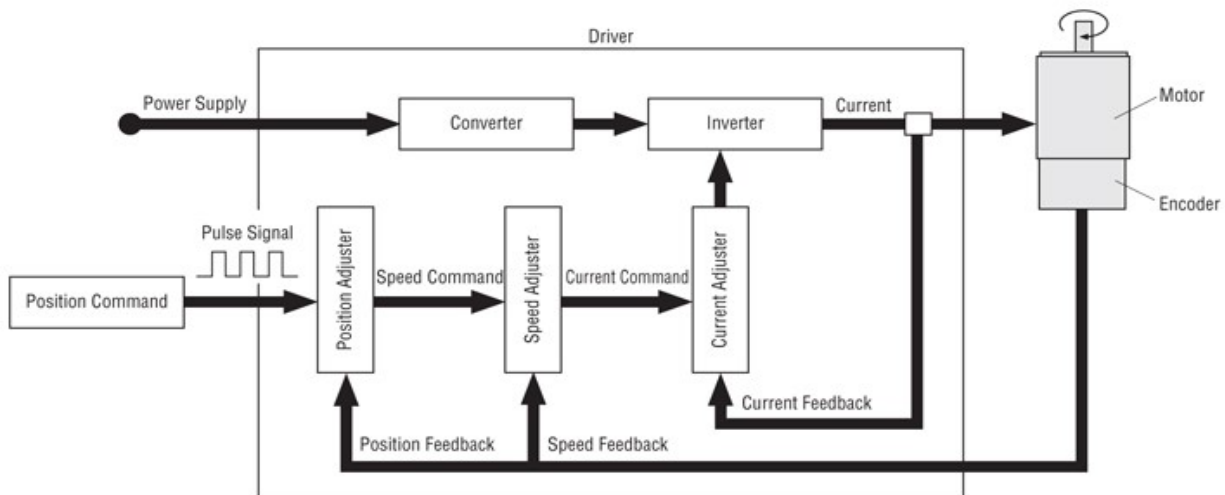 Driver
Power Supply
Converter
Inverter
Current
Motor
Encoder
Pulse Signal
Position Command
Position Adjuster
Speed Command
Speed Adjuster
Current Command
Current Adjuster
Current Feedback
Position Feedback
Speed Feedback